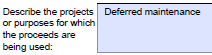 Describe the projects
or purposes for which
the proceeds are
being used:
Deferred maintenance